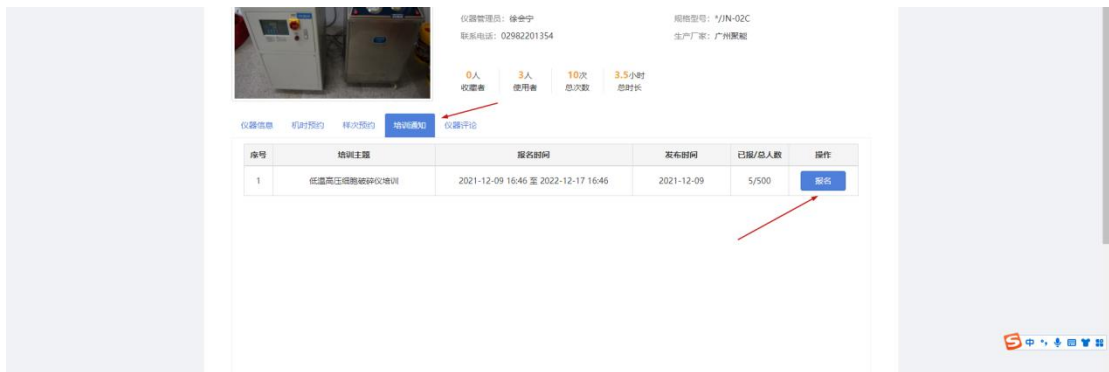 仪器管理员：徐会宁 规格型号：*/JN-02C
联系电话：02982201354 生产厂家：广州聚能
0人 3人 10次 3.5小时
收藏者 使用者 总次数 总时长
仪器信息 机时预约 样次预约 培训通知 仪器评论
序号 培训主题 报名时间 发布时间 已报/总人数 操作
1 低温高压细胞破碎仪培训 2021-12-09 16:46 至 2022-12-17 16:46 2021-12-09 5/500 报名
中